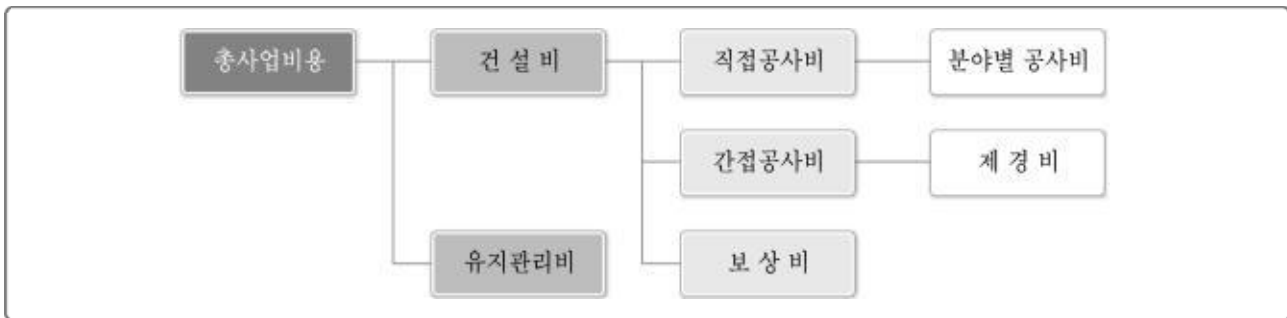 총사업비용 건 설 비 직접공사비 분야별 공사비
간접공사비 제 경 비
유지관리비 보 상 비